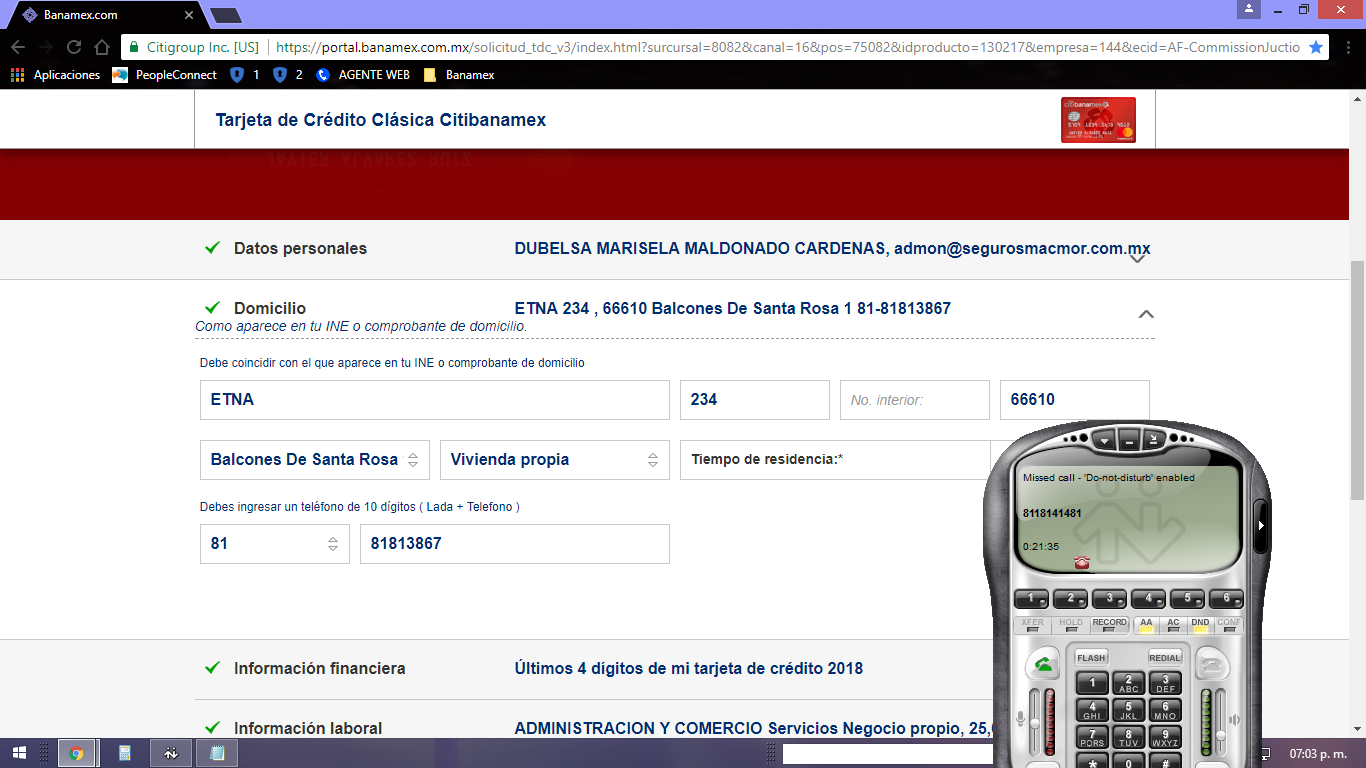 Banamex.com
Citigroup Inc. [US] https://portal.banamex.com.mx/solicitud_tdc_v3/index.html?surcursal=8082&canal=16&pos=75082&idproducto=130217&empresa=144&ecid=AF-CommissionJuctio
Aplicaciones PeopleConnect 1 2 AGENTE WEB Banamex
Tarjeta de Crédito Clásica Citibanamex
citibanamex
JAVIER ALVAREZ RUIZ
Datos personales DUBELSA MARISELA MALDONADO CARDENAS, admon@segurosmacmor.com.mx
Domicilio ETNA 234 , 66610 Balcones De Santa Rosa 1 81-81813867
Como aparece en tu INE o comprobante de domicilio.
Debe coincidir con el que aparece en tu INE o comprobante de domicilio
ETNA 234 No. interior: 66610
Balcones De Santa Rosa Vivienda propia Tiempo de residencia:*
Debes ingresar un teléfono de 10 dígitos ( Lada + Telefono )
81 81813867
Información financiera Últimos 4 dígitos de mi tarjeta de crédito 2018
Información laboral ADMINISTRACION Y COMERCIO Servicios Negocio propio, 25,
Missed call - 'Do-not-disturb' enabled
8118141481
0:21:35
1 2 3 4 5 6
XFER HOLD RECORD AA AC DND CONF
FLASH REDIAL
1 2 ABC 3 DEF
4 GHI 5 JKL 6 MNO
7 PQRS 8 TUV 9 WXYZ
* 0 #
07:03 p. m.